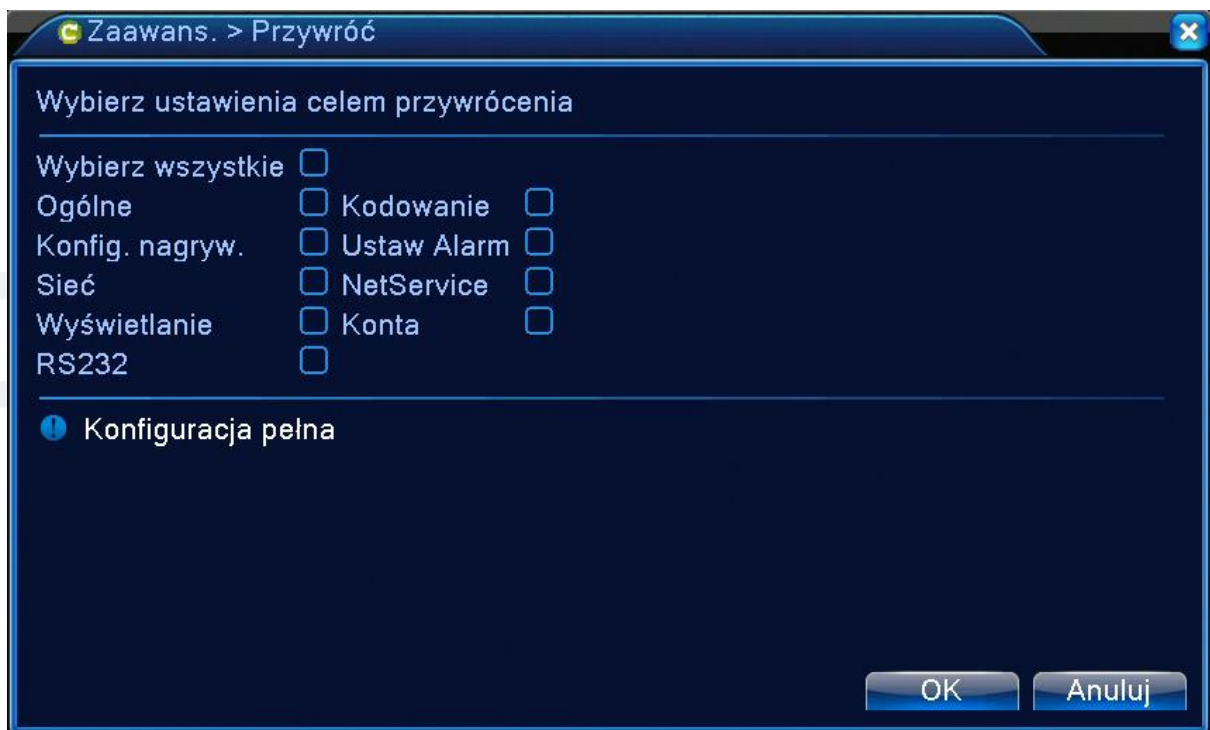 Zaawans. > Przywróć
Wybierz ustawienia celem przywrócenia
Wybierz wszystkie
Ogólne Kodowanie
Konfig. nagryw. Ustaw Alarm
Sieć NetService
Wyświetlanie Konta
RS232
Konfiguracja pełna
OK Anuluj